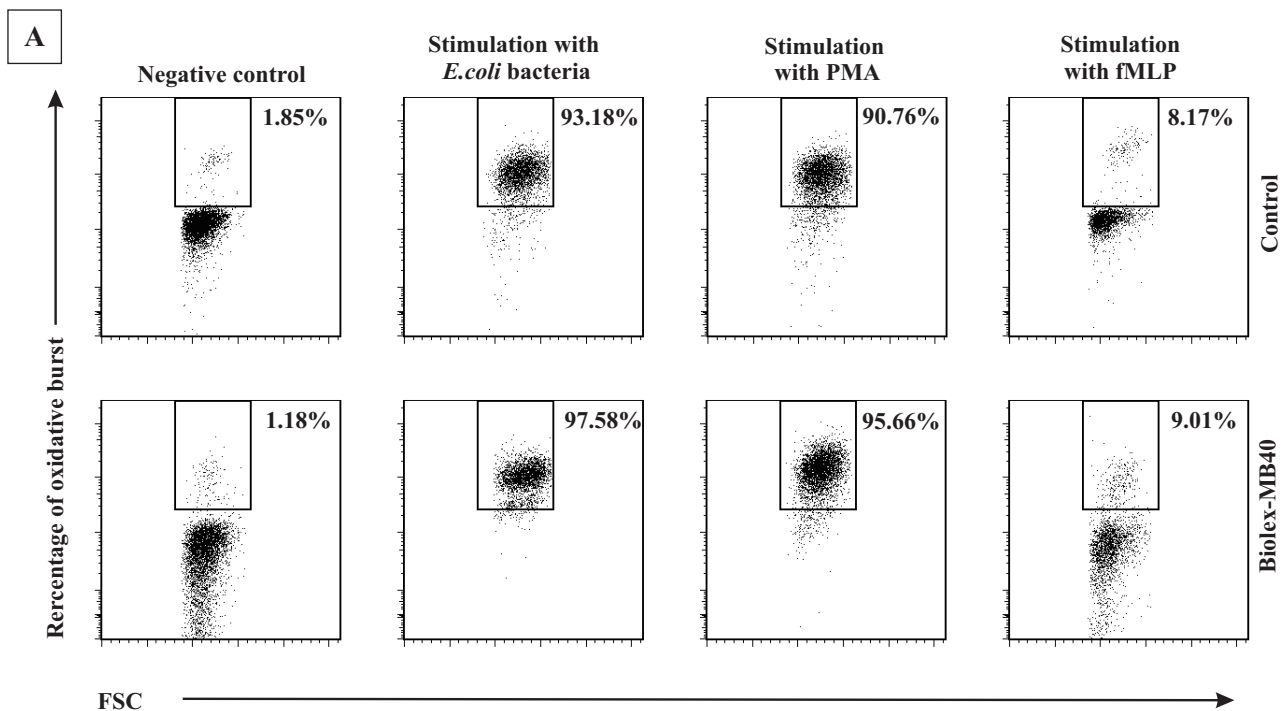 A
Negative control
Stimulation with
E.coli bacteria
Stimulation
with PMA
Stimulation
with fMLP
1.85%
93.18%
90.76%
8.17%
Control
1.18%
97.58%
95.66%
9.01%
Biolex-MB40
Rercentage of oxidative burst
FSC